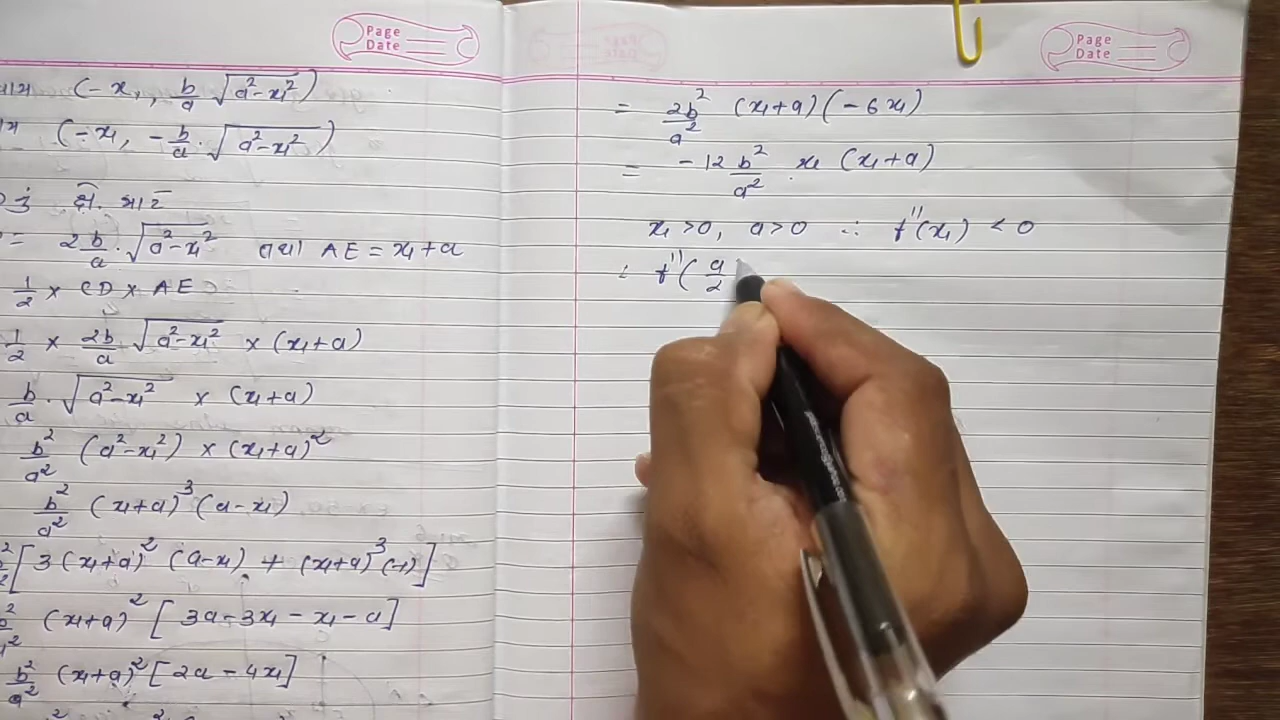 Page
Date
(-x₁, b/a √(a²-x₁²))
(-x₁, -b/a · √(a²-x₁²))
= 2b/a · √(a²-x₁²) तथा AE = x₁+a
1/2 × CD × AE
1/2 × 2b/a √(a²-x₁²) × (x₁+a)
b/a · √(a²-x₁²) × (x₁+a)
b²/a² (a²-x₁²) × (x₁+a)²
b²/a² (x₁+a)³ (a-x₁)
[3(x₁+a)² (a-x₁) + (x₁+a)³ (-1)]
(x₁+a)² [3a-3x₁-x₁-a]
b²/a² (x₁+a)² [2a-4x₁]
Page
Date
= 2b²/a² (x₁+a)(-6x₁)
= -12 b²/a² · x₁ (x₁+a)
x₁>0, a>0 ∴ f''(x₁) < 0
∴ f''(a/2